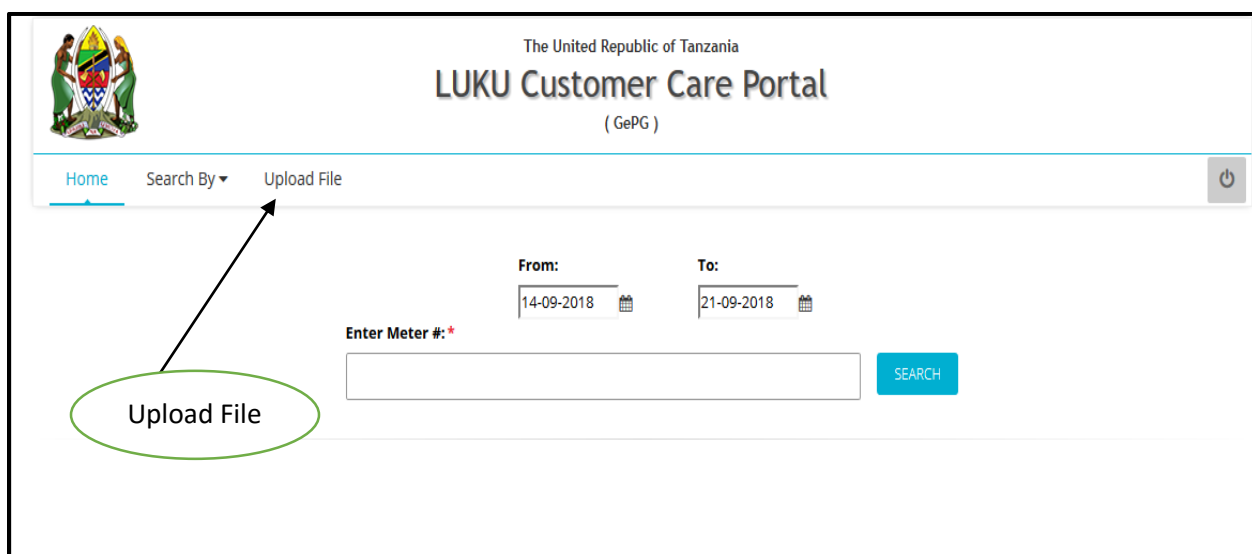 The United Republic of Tanzania
LUKU Customer Care Portal
( GePG )
Home Search By Upload File
From: To:
14-09-2018 21-09-2018
Enter Meter #:*
SEARCH
Upload File